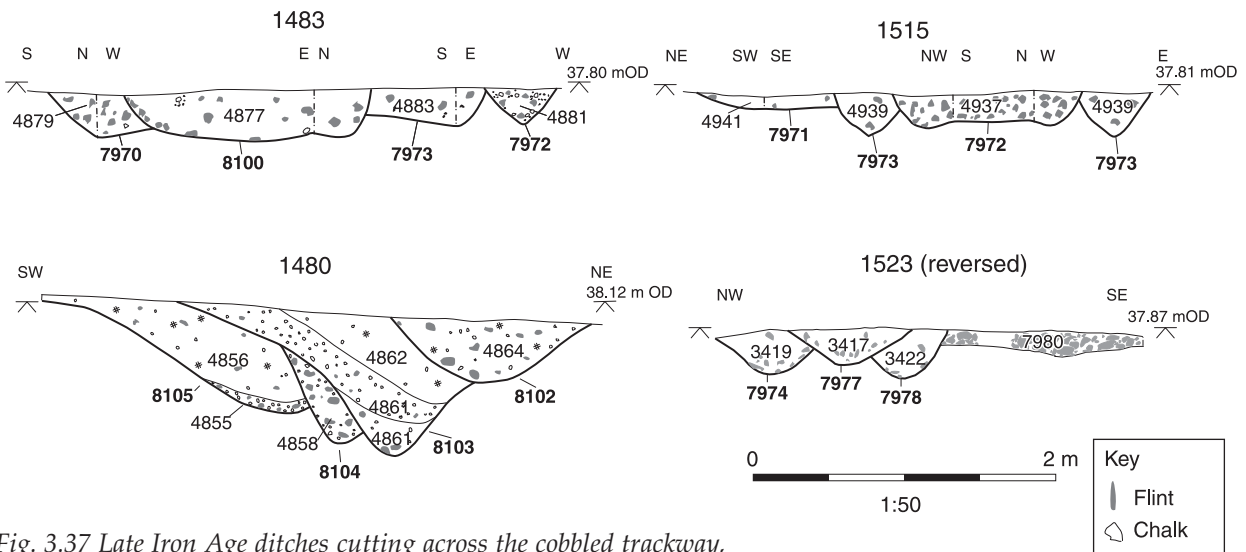 1483
S N W E N S E W
37.80 mOD
4879 4877 4883 4881
7970 8100 7973 7972
1515
NE SW SE NW S N W E
37.81 mOD
4941 4939 4937 4939
7971 7973 7972 7973
1480
SW NE
38.12 m OD
4856 4862 4864
8105 8102
4855 4861
4858 4861 8103
8104
1523 (reversed)
NW SE
37.87 mOD
3419 3417 3422 7980
7974 7977 7978
0 2 m
1:50
Key
Flint
Chalk
Fig. 3.37 Late Iron Age ditches cutting across the cobbled trackway,